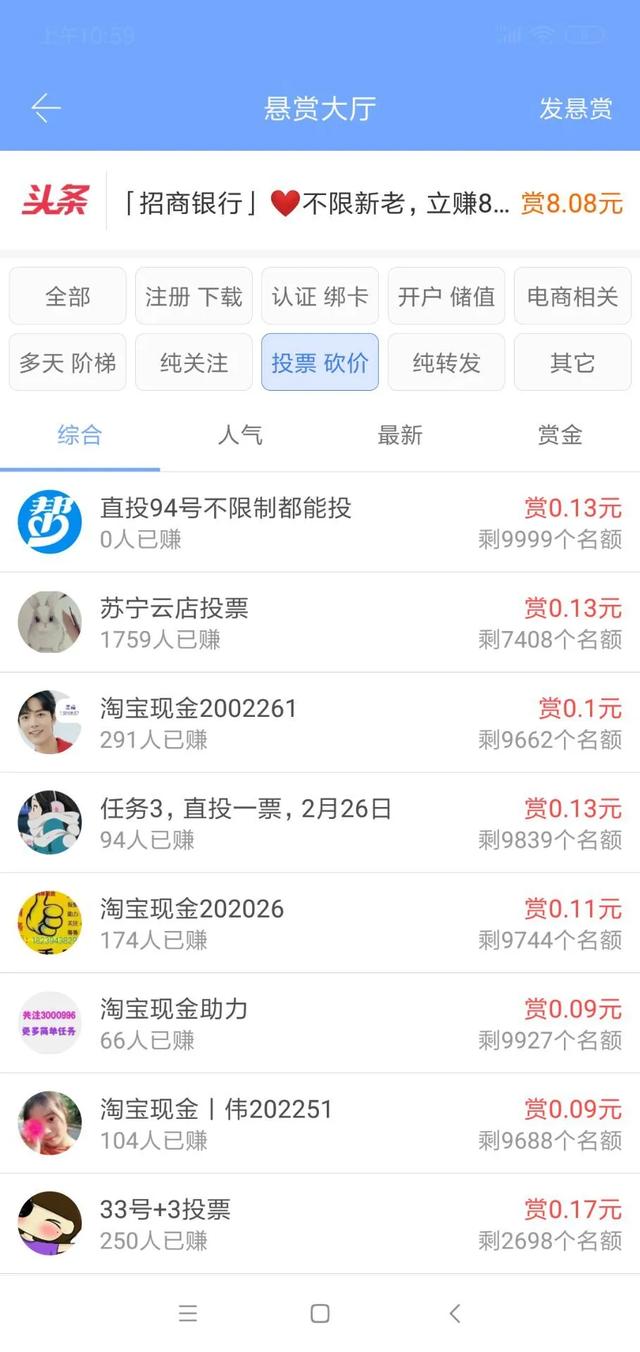 上午10:59
悬赏大厅
发悬赏
头条
「招商银行」❤不限新老，立赚8... 赏8.08元
全部 注册 下载 认证 绑卡 开户 储值 电商相关
多天 阶梯 纯关注 投票 砍价 纯转发 其它
综合 人气 最新 赏金
帮
直投94号不限制都能投 赏0.13元
0人已赚 剩9999个名额
苏宁云店投票 赏0.13元
1759人已赚 剩7408个名额
淘宝现金2002261 赏0.1元
291人已赚 剩9662个名额
任务3，直投一票，2月26日 赏0.13元
94人已赚 剩9839个名额
淘宝现金202026 赏0.11元
174人已赚 剩9744个名额
淘宝现金助力 赏0.09元
共注3000996
更多简单任务
66人已赚 剩9927个名额
淘宝现金丨伟202251 赏0.09元
104人已赚 剩9688个名额
33号+3投票 赏0.17元
250人已赚 剩2698个名额